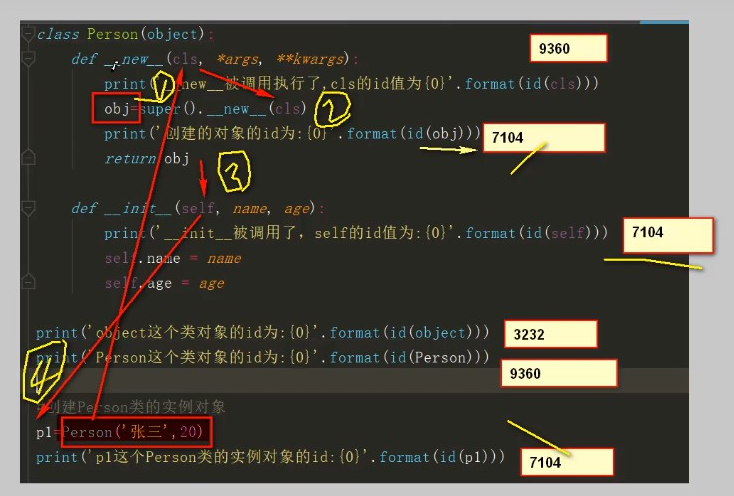 class Person(object):
def __new__(cls, *args, **kwargs):
9360
print('__new__被调用执行了,cls的id值为{0}'.format(id(cls)))
1
obj=super().__new__(cls)
2
print('创建的对象的id为:{0}'.format(id(obj)))
7104
return obj
3
def __init__(self, name, age):
print('__init__被调用了, self的id值为:{0}'.format(id(self)))
7104
self.name = name
self.age = age
print('object这个类对象的id为:{0}'.format(id(object)))
3232
print('Person这个类对象的id为:{0}'.format(id(Person)))
9360
4
#创建Person类的实例对象
p1=Person('张三',20)
print('p1这个Person类的实例对象的id:{0}'.format(id(p1)))
7104